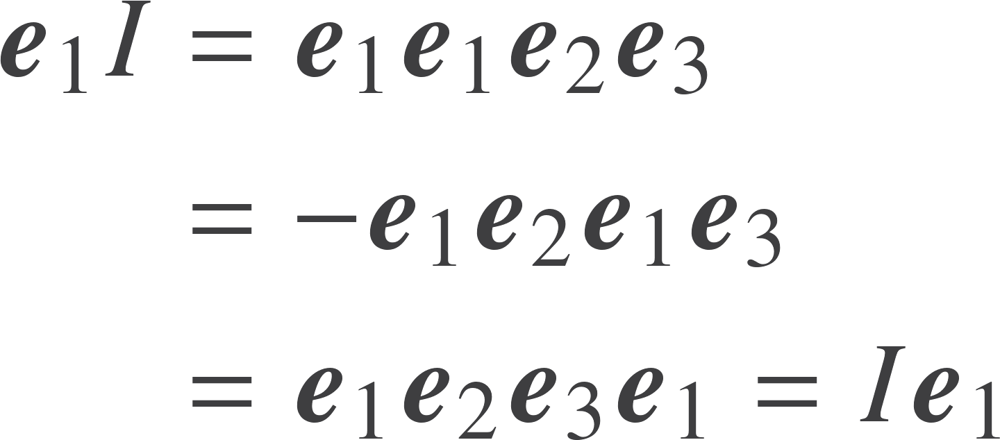 e₁I = e₁e₁e₂e₃
= −e₁e₂e₁e₃
= e₁e₂e₃e₁ = Ie₁